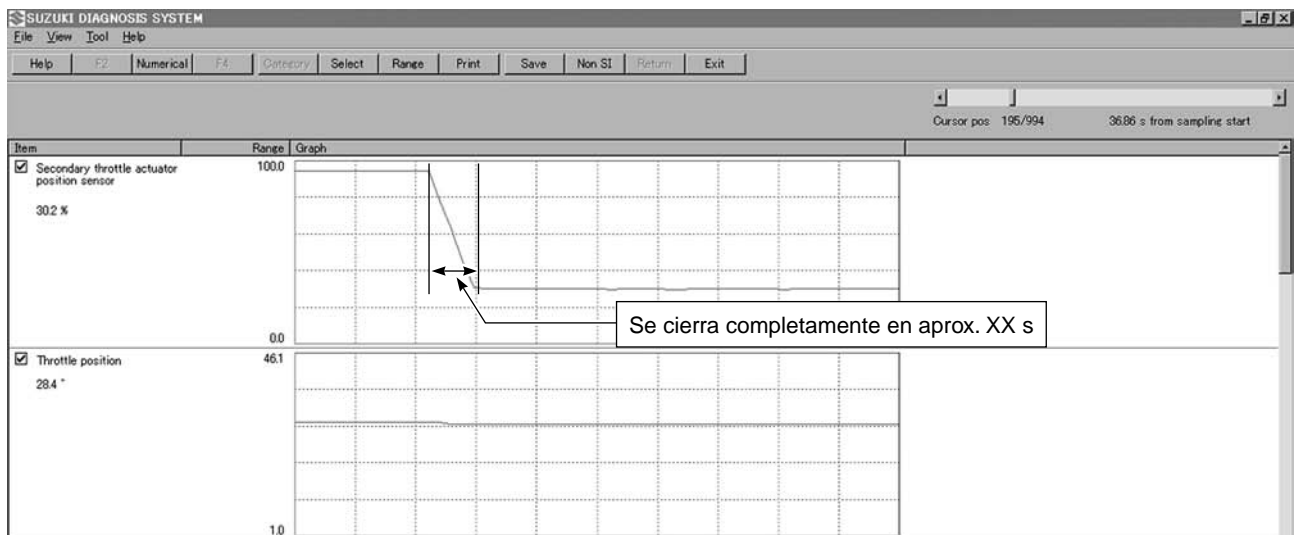 SUZUKI DIAGNOSIS SYSTEM
File View Tool Help
Help F2 Numerical F4 Category Select Range Print Save Non SI Return Exit
Cursor pos 195/994 36.86 s from sampling start
Item Range Graph
Secondary throttle actuator 100.0
position sensor
30.2 %
Se cierra completamente en aprox. XX s
0.0
Throttle position 46.1
28.4 °
1.0